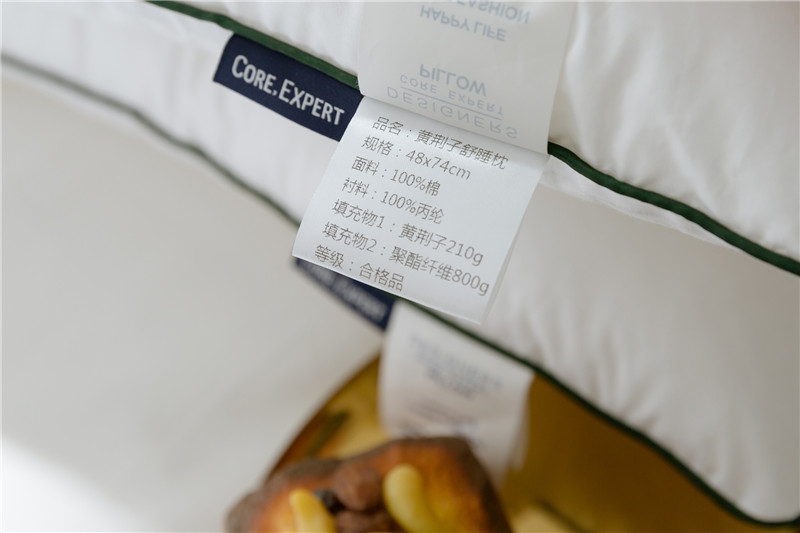 FASHION
HAPPY LIFE
PILLOW
CORE EXPERT
DESIGNERS
CORE, EXPERT
品名：黄荆子舒睡枕
规格：48x74cm
面料：100%棉
衬料：100%丙纶
填充物1：黄荆子210g
填充物2：聚酯纤维800g
等级：合格品